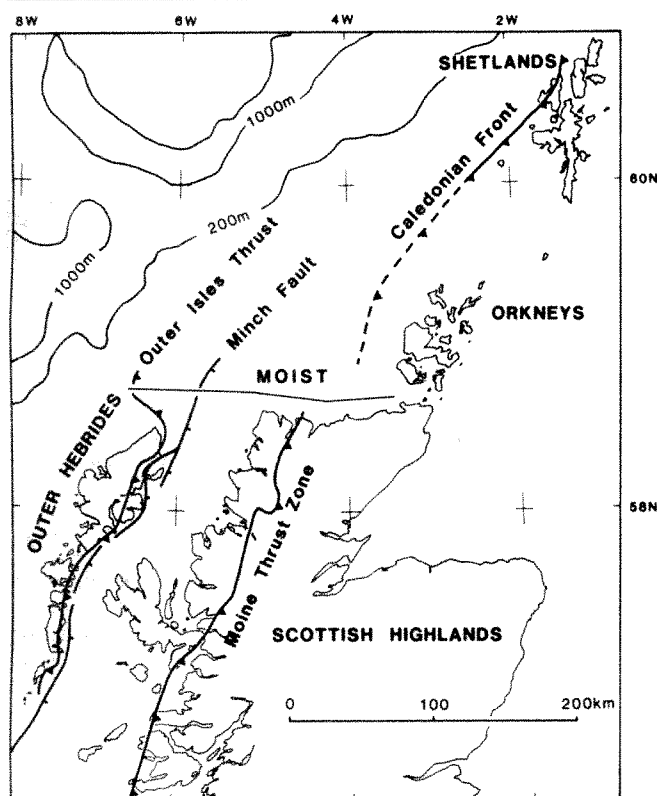 8W 6W 4W 2W
SHETLANDS
1000m
Caledonian Front
60N
200m
Outer Isles Thrust
1000m
Minch Fault
ORKNEYS
MOIST
OUTER HEBRIDES
58N
Moine Thrust Zone
SCOTTISH HIGHLANDS
0 100 200km